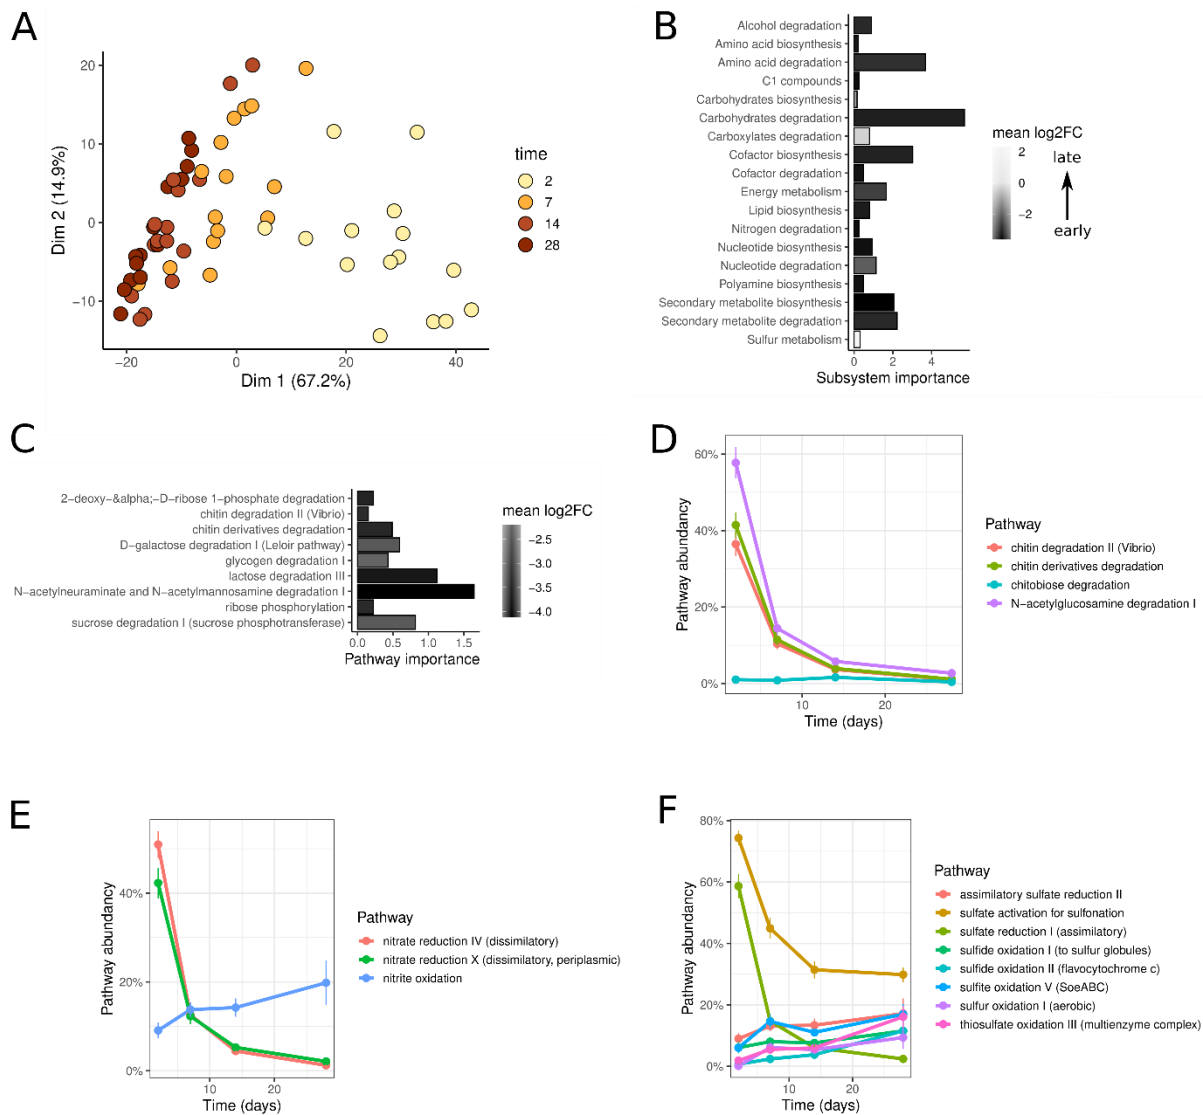 A
20
10
0
−10
−20
0
20
40
Dim 2 (14.9%)
Dim 1 (67.2%)
time
2
7
14
28
B
Alcohol degradation
Amino acid biosynthesis
Amino acid degradation
C1 compounds
Carbohydrates biosynthesis
Carbohydrates degradation
Carboxylates degradation
Cofactor biosynthesis
Cofactor degradation
Energy metabolism
Lipid biosynthesis
Nitrogen degradation
Nucleotide biosynthesis
Nucleotide degradation
Polyamine biosynthesis
Secondary metabolite biosynthesis
Secondary metabolite degradation
Sulfur metabolism
0
2
4
Subsystem importance
mean log2FC
2
0
−2
late
early
C
2−deoxy−&alpha;−D−ribose 1−phosphate degradation
chitin degradation II (Vibrio)
chitin derivatives degradation
D−galactose degradation I (Leloir pathway)
glycogen degradation I
lactose degradation III
N−acetylneuraminate and N−acetylmannosamine degradation I
ribose phosphorylation
sucrose degradation I (sucrose phosphotransferase)
0.0
0.5
1.0
1.5
Pathway importance
mean log2FC
−2.5
−3.0
−3.5
−4.0
D
60%
40%
20%
0%
10
20
Pathway abundancy
Time (days)
Pathway
chitin degradation II (Vibrio)
chitin derivatives degradation
chitobiose degradation
N−acetylglucosamine degradation I
E
40%
20%
0%
10
20
Pathway abundancy
Time (days)
Pathway
nitrate reduction IV (dissimilatory)
nitrate reduction X (dissimilatory, periplasmic)
nitrite oxidation
F
80%
60%
40%
20%
0%
10
20
Pathway abundancy
Time (days)
Pathway
assimilatory sulfate reduction II
sulfate activation for sulfonation
sulfate reduction I (assimilatory)
sulfide oxidation I (to sulfur globules)
sulfide oxidation II (flavocytochrome c)
sulfite oxidation V (SoeABC)
sulfur oxidation I (aerobic)
thiosulfate oxidation III (multienzyme complex)